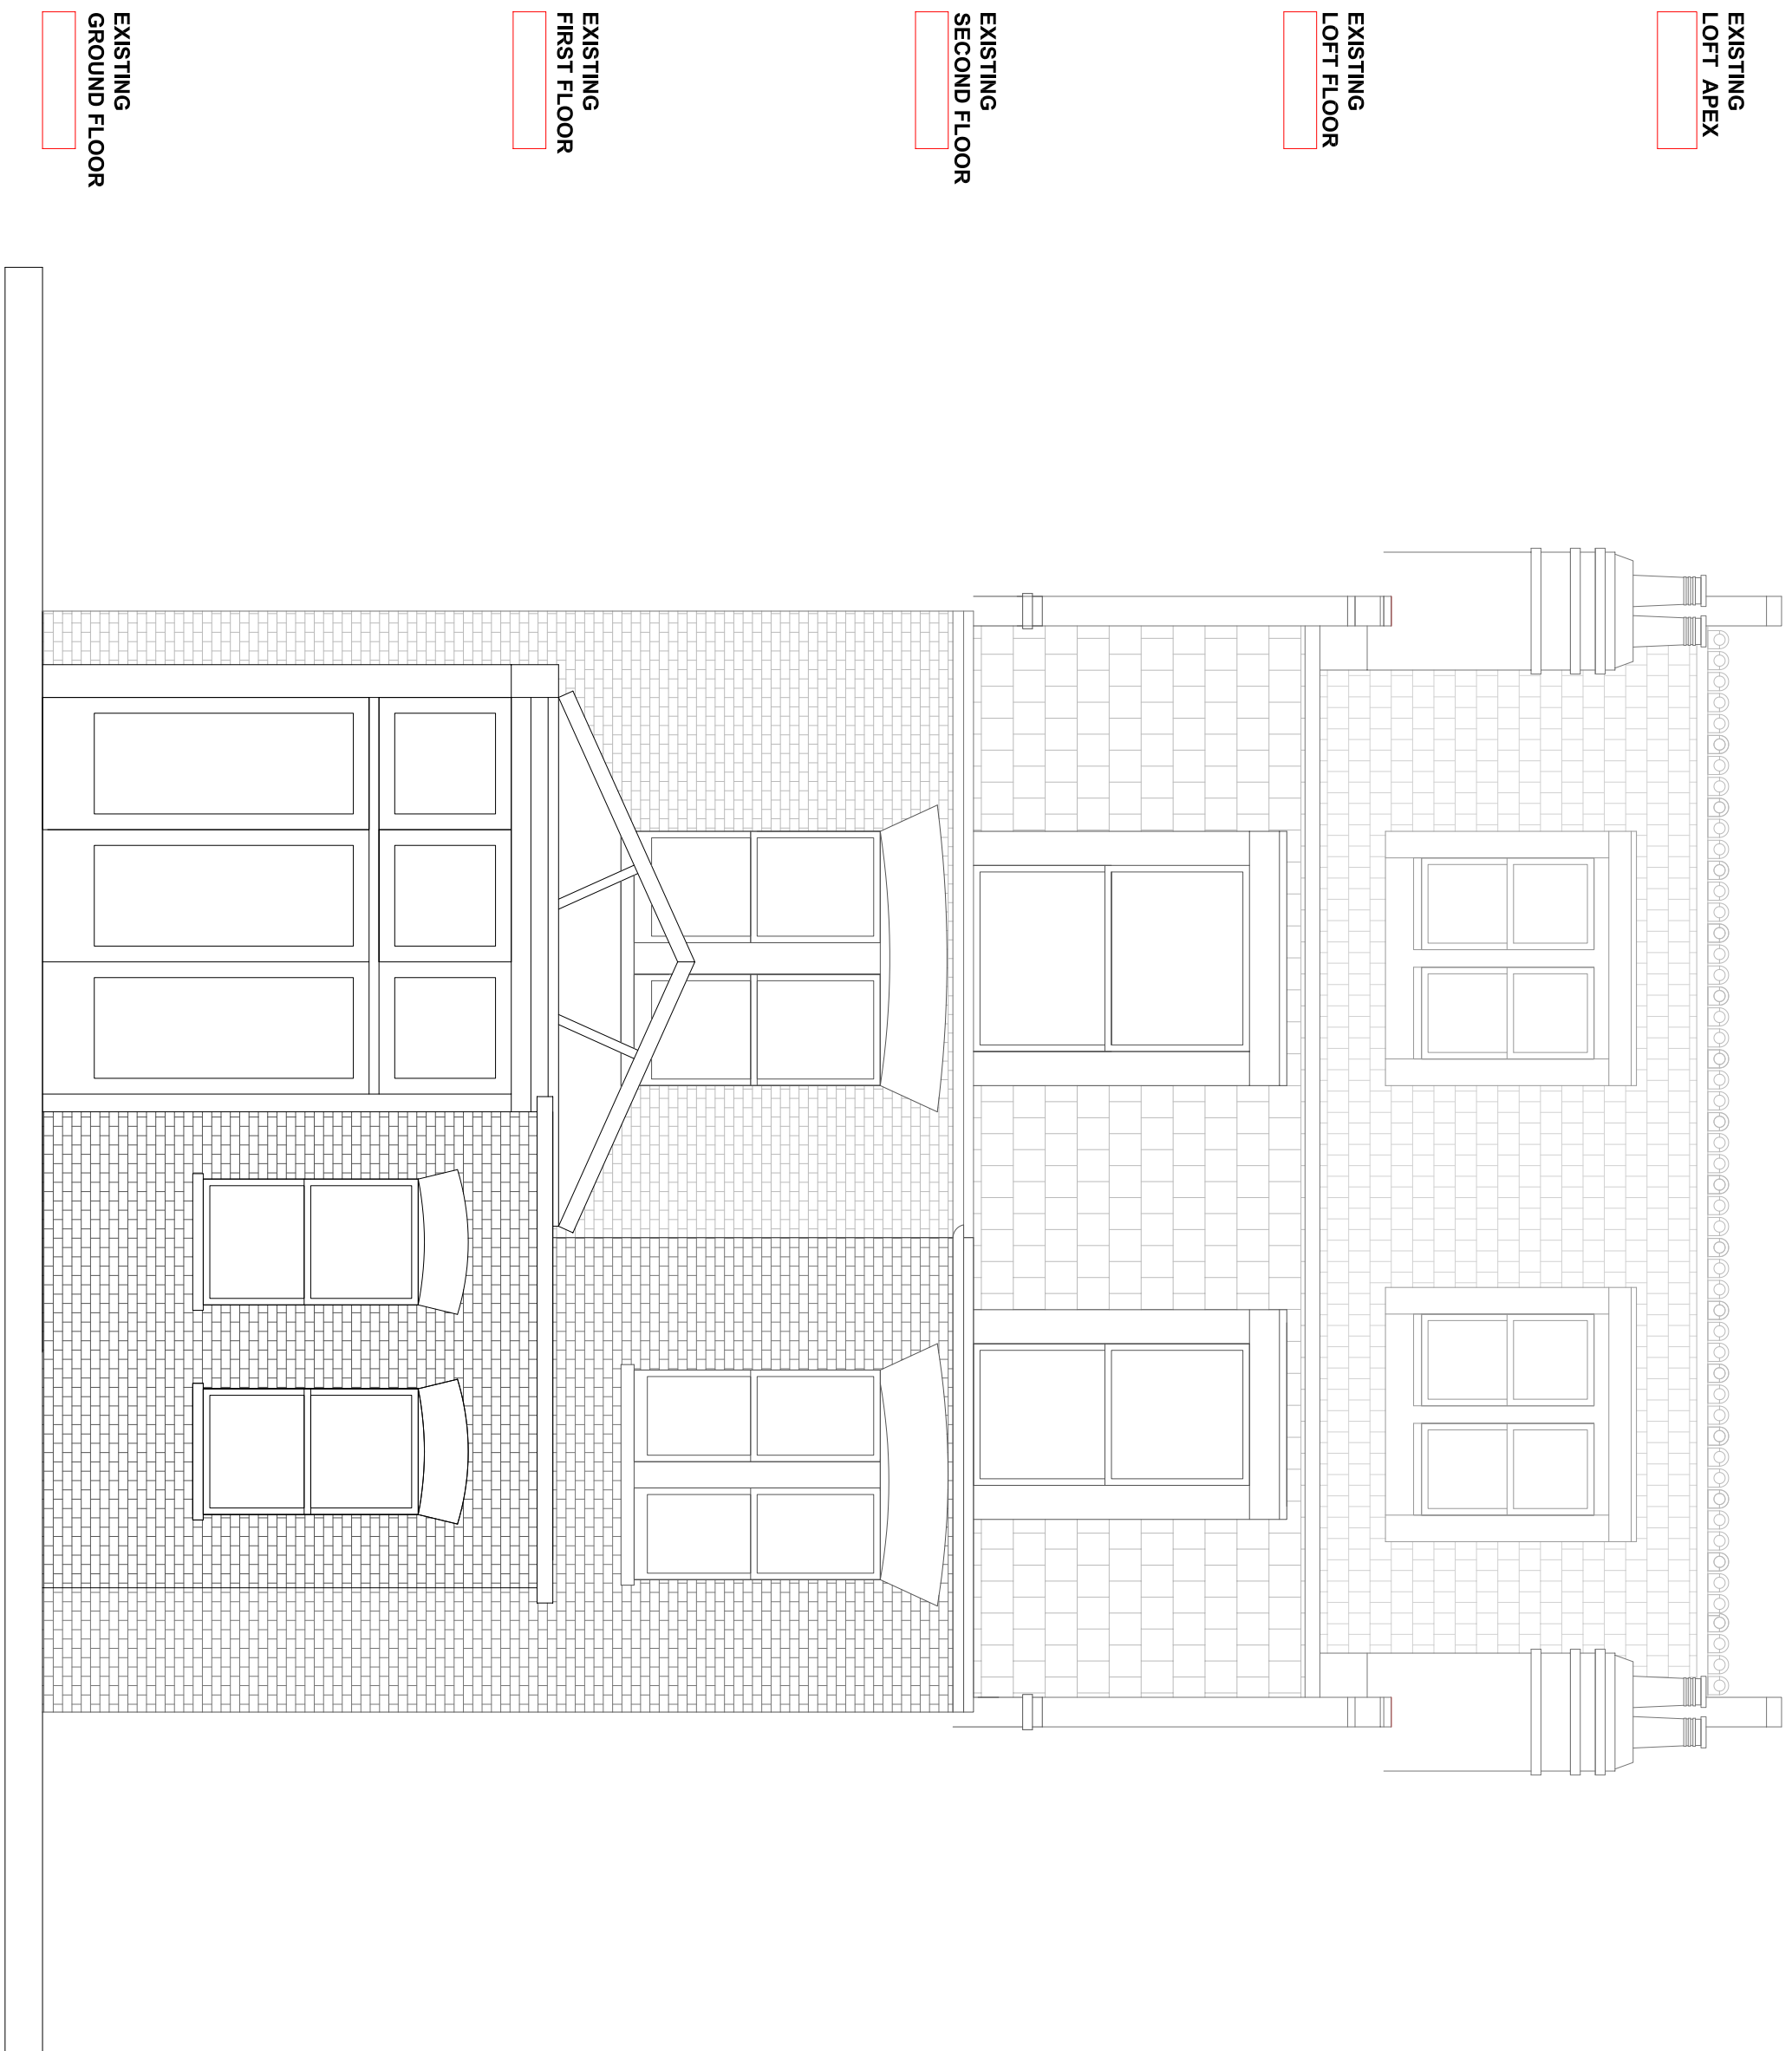 EXISTING
LOFT APEX
EXISTING
LOFT FLOOR
EXISTING
SECOND FLOOR
EXISTING
FIRST FLOOR
EXISTING
GROUND FLOOR